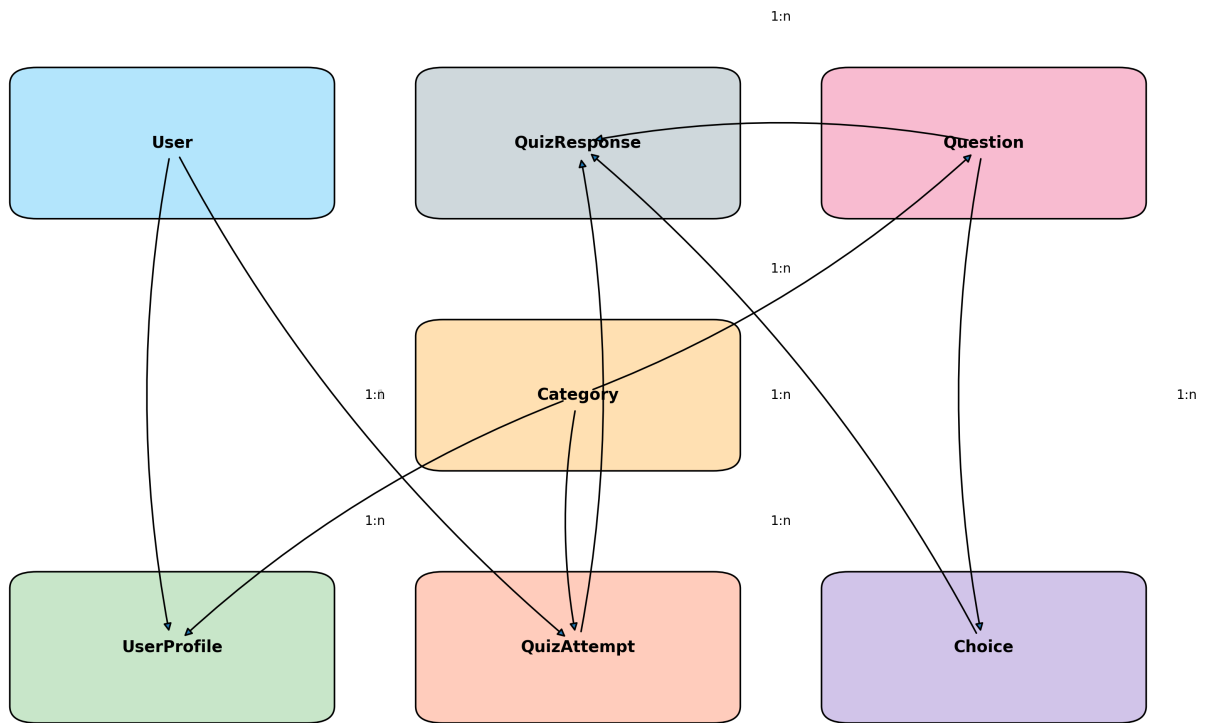 1:n
User
QuizResponse
Question
1:n
1:n
Category
1:n
1:n
1:n
1:n
UserProfile
QuizAttempt
Choice